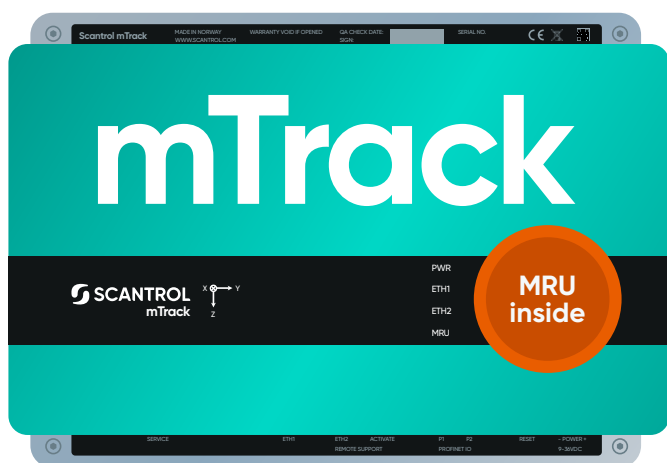 Scantrol mTrack
MADE IN NORWAY
WWW.SCANTROL.COM
WARRANTY VOID IF OPENED
QA CHECK DATE:
SIGN:
SERIAL NO.
CE
mTrack
SCANTROL
mTrack
X Y
Z
PWR
ETH1
ETH2
MRU
MRU
inside
SERVICE ETH1 ETH2 ACTIVATE P1 P2 RESET - POWER +
REMOTE SUPPORT PROFINET IO 9-36VDC